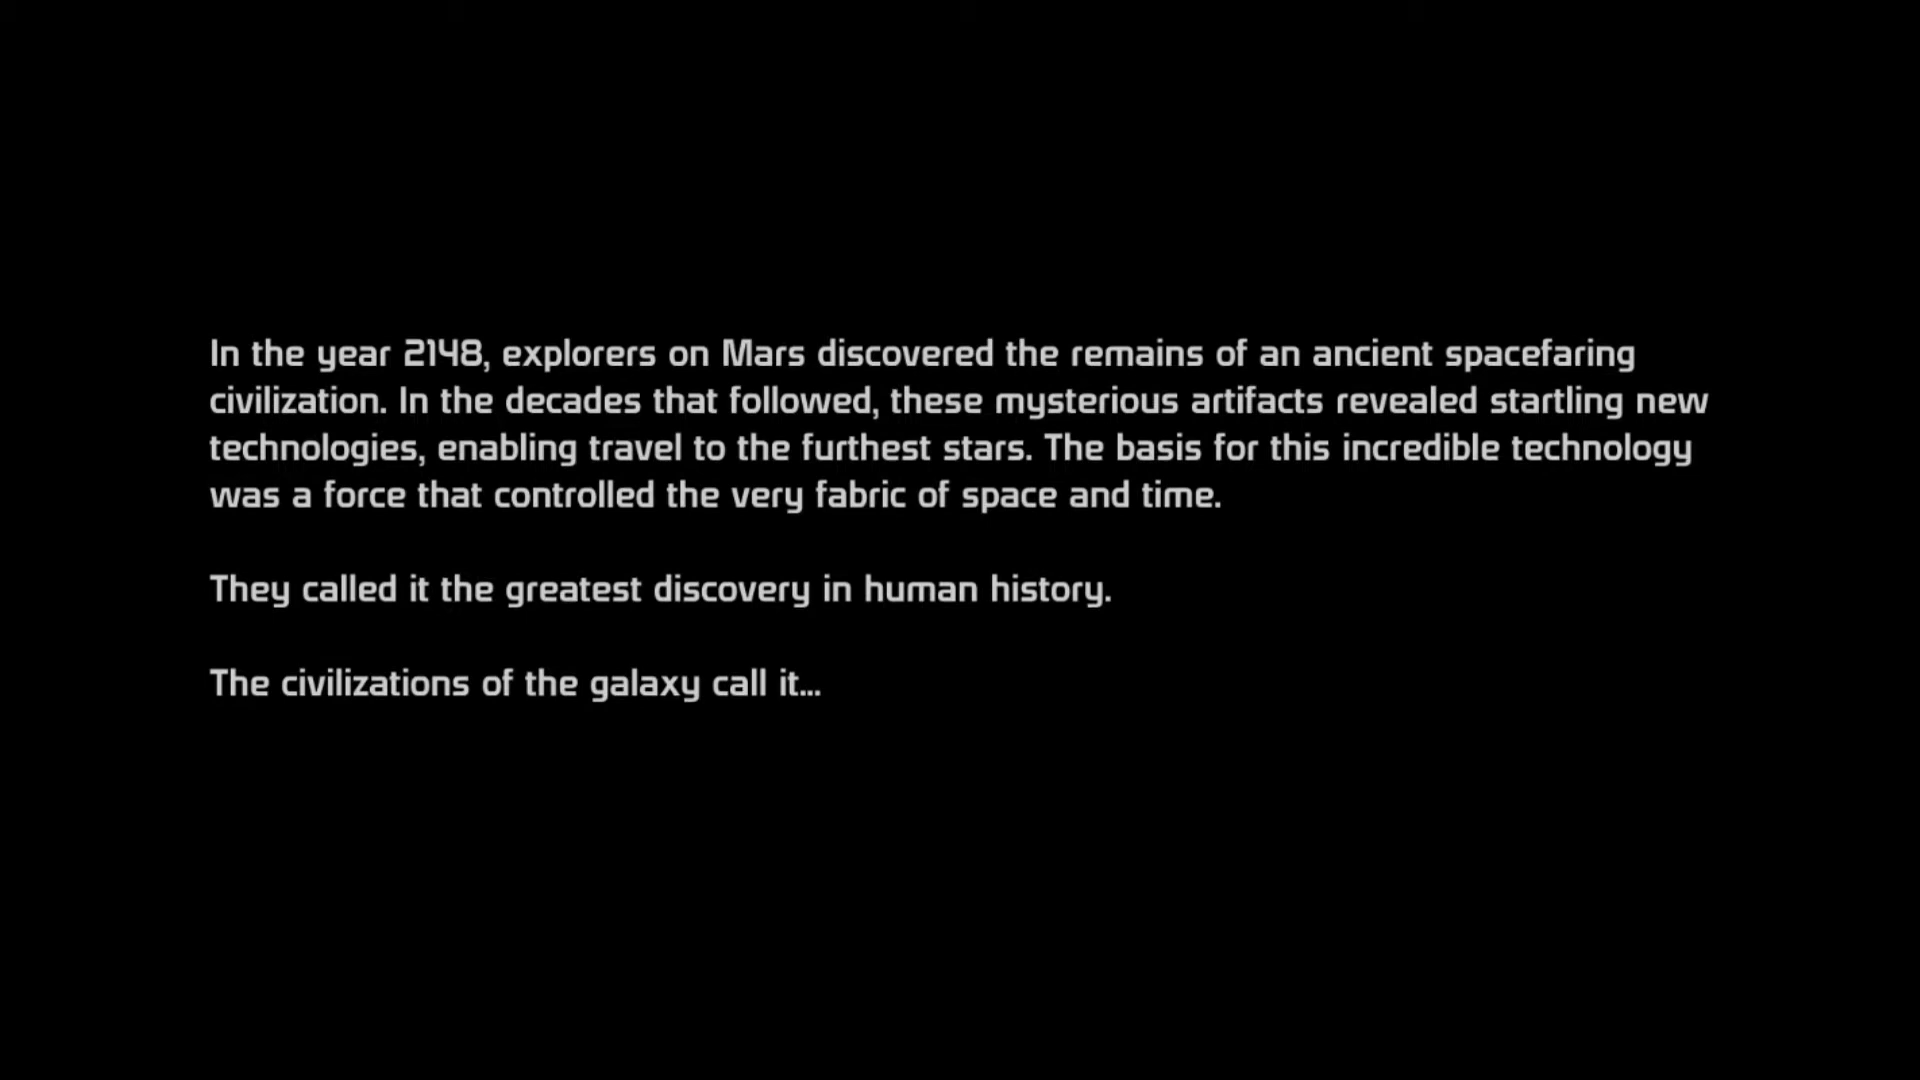 In the year 2148, explorers on Mars discovered the remains of an ancient spacefaring
civilization. In the decades that followed, these mysterious artifacts revealed startling new
technologies, enabling travel to the furthest stars. The basis for this incredible technology
was a force that controlled the very fabric of space and time.
They called it the greatest discovery in human history.
The civilizations of the galaxy call it...